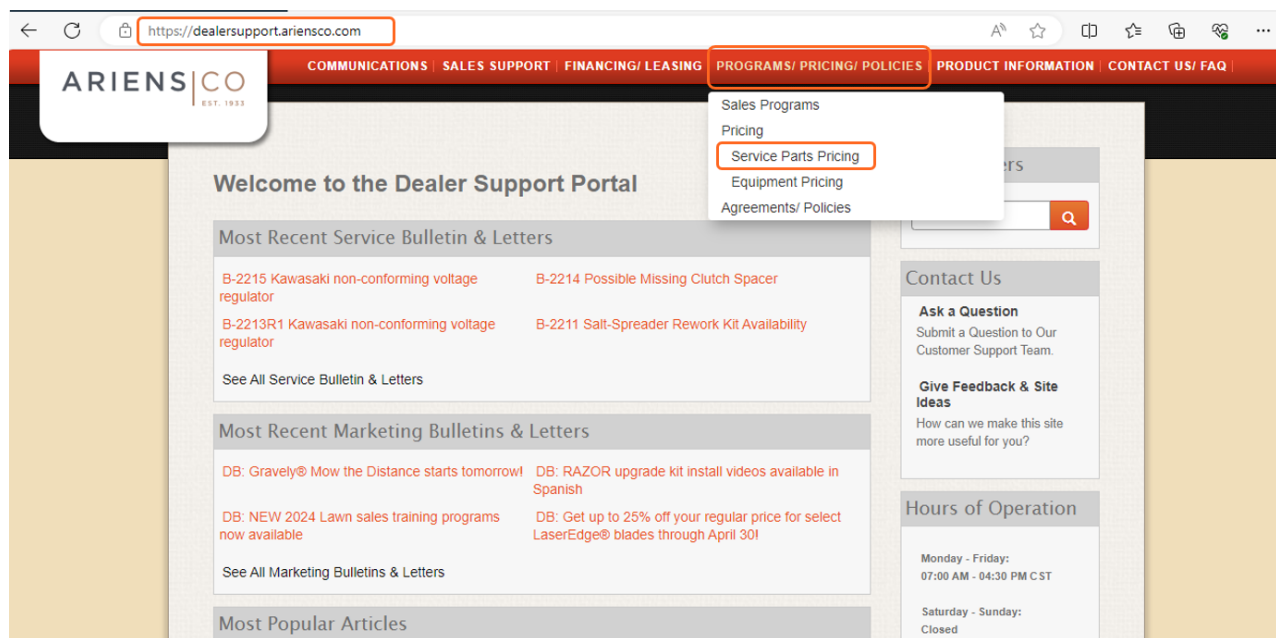 https://dealersupport.ariensco.com
ARIENS CO
EST. 1933
COMMUNICATIONS | SALES SUPPORT | FINANCING/ LEASING | PROGRAMS/ PRICING/ POLICIES | PRODUCT INFORMATION | CONTACT US/ FAQ |
Sales Programs
Pricing
Service Parts Pricing
Equipment Pricing
Agreements/ Policies
Welcome to the Dealer Support Portal
Most Recent Service Bulletin & Letters
B-2215 Kawasaki non-conforming voltage
regulator
B-2214 Possible Missing Clutch Spacer
B-2213R1 Kawasaki non-conforming voltage
regulator
B-2211 Salt-Spreader Rework Kit Availability
See All Service Bulletin & Letters
Most Recent Marketing Bulletins & Letters
DB: Gravely® Mow the Distance starts tomorrow!
DB: RAZOR upgrade kit install videos available in
Spanish
DB: NEW 2024 Lawn sales training programs
now available
DB: Get up to 25% off your regular price for select
LaserEdge® blades through April 30!
See All Marketing Bulletins & Letters
Most Popular Articles
Contact Us
Ask a Question
Submit a Question to Our
Customer Support Team.
Give Feedback & Site
Ideas
How can we make this site
more useful for you?
Hours of Operation
Monday - Friday:
07:00 AM - 04:30 PM CST
Saturday - Sunday:
Closed